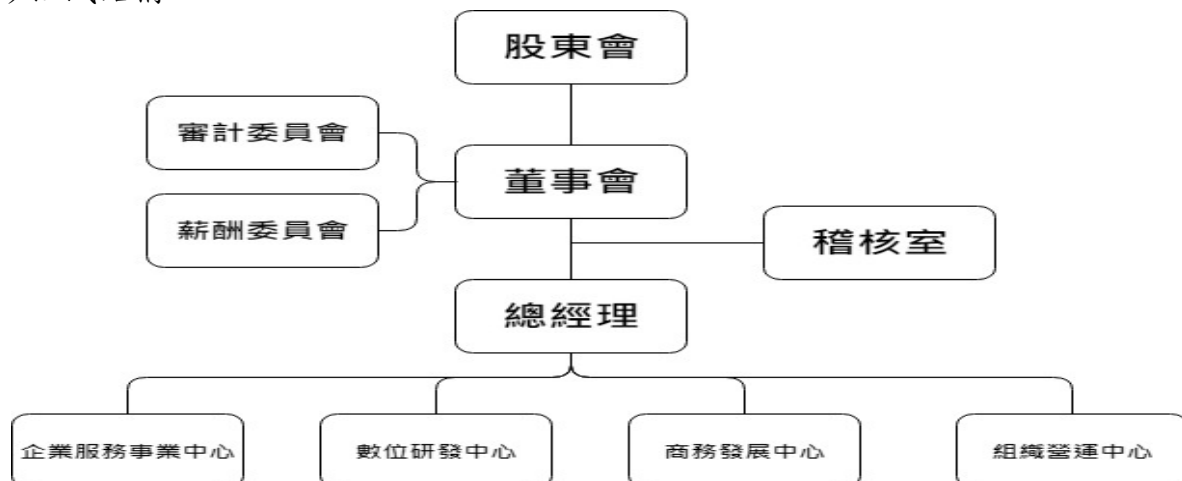 股東會
審計委員會
董事會
薪酬委員會
稽核室
總經理
企業服務事業中心
數位研發中心
商務發展中心
組織營運中心